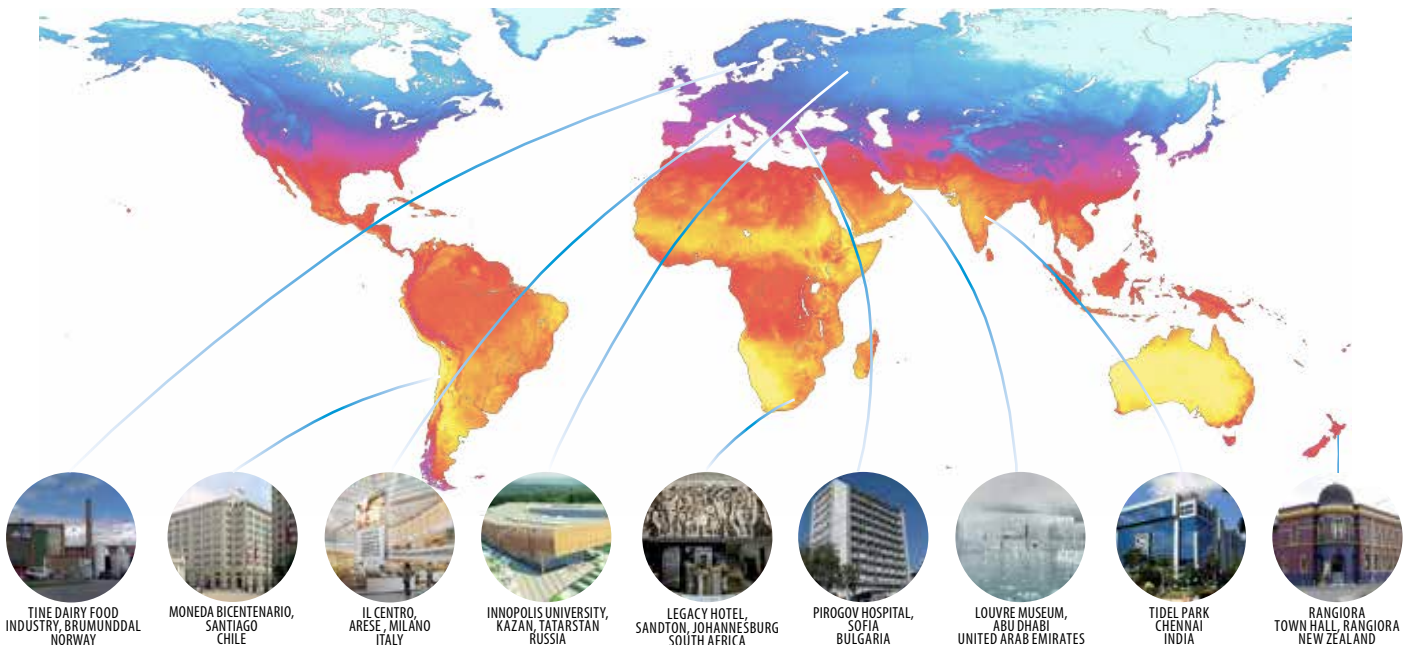 TINE DAIRY FOOD
INDUSTRY, BRUMUNDDAL
NORWAY
MONEDA BICENTENARIO,
SANTIAGO
CHILE
IL CENTRO,
ARESE , MILANO
ITALY
INNOPOLIS UNIVERSITY,
KAZAN, TATARSTAN
RUSSIA
LEGACY HOTEL,
SANDTON, JOHANNESBURG
SOUTH AFRICA
PIROGOV HOSPITAL,
SOFIA
BULGARIA
LOUVRE MUSEUM,
ABU DHABI
UNITED ARAB EMIRATES
TIDEL PARK
CHENNAI
INDIA
RANGIORA
TOWN HALL, RANGIORA
NEW ZEALAND